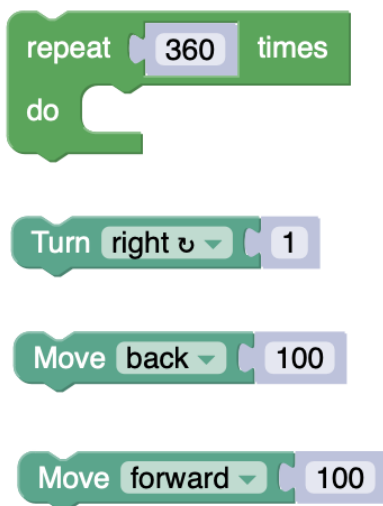 repeat 360 times
do
Turn right ↻ 1
Move back 100
Move forward 100